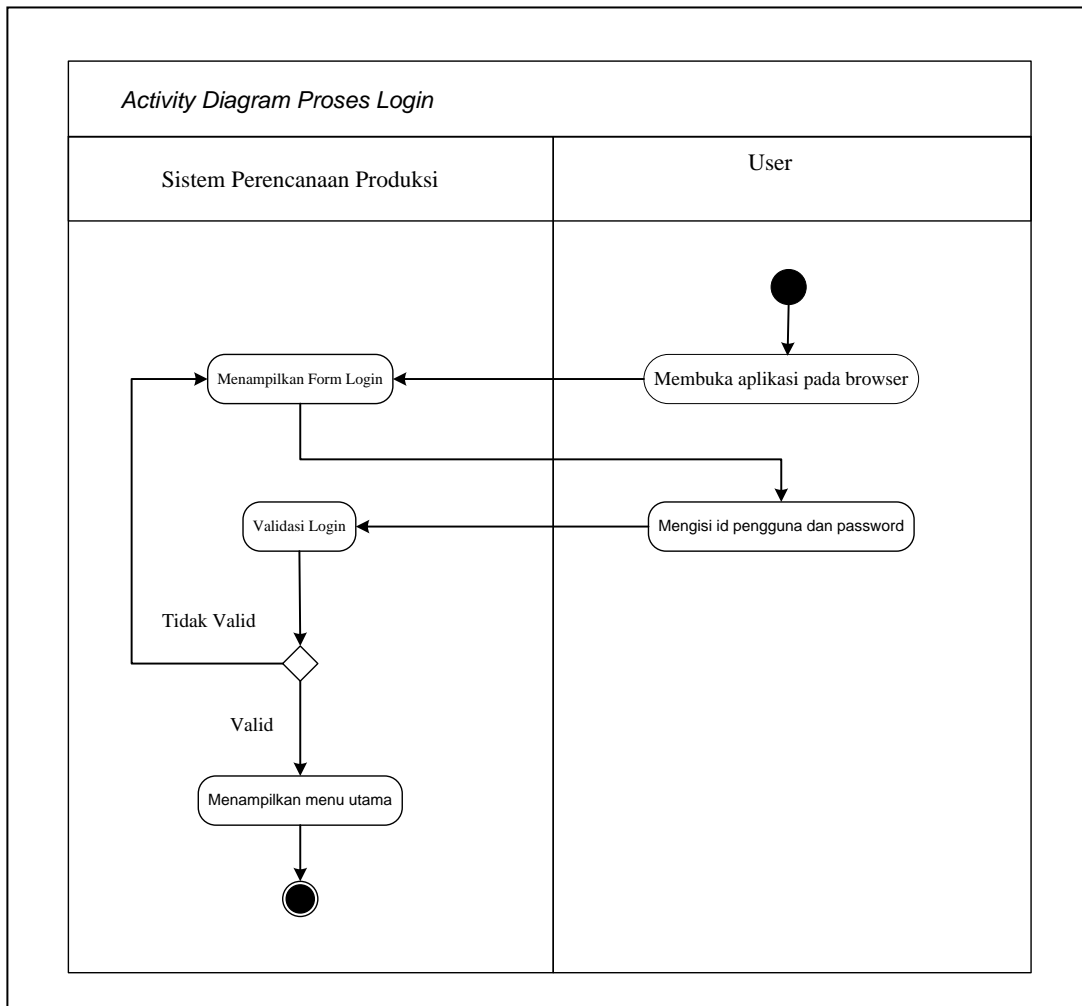 Activity Diagram Proses Login
Sistem Perencanaan Produksi
User
Menampilkan Form Login
Membuka aplikasi pada browser
Validasi Login
Mengisi id pengguna dan password
Tidak Valid
Valid
Menampilkan menu utama